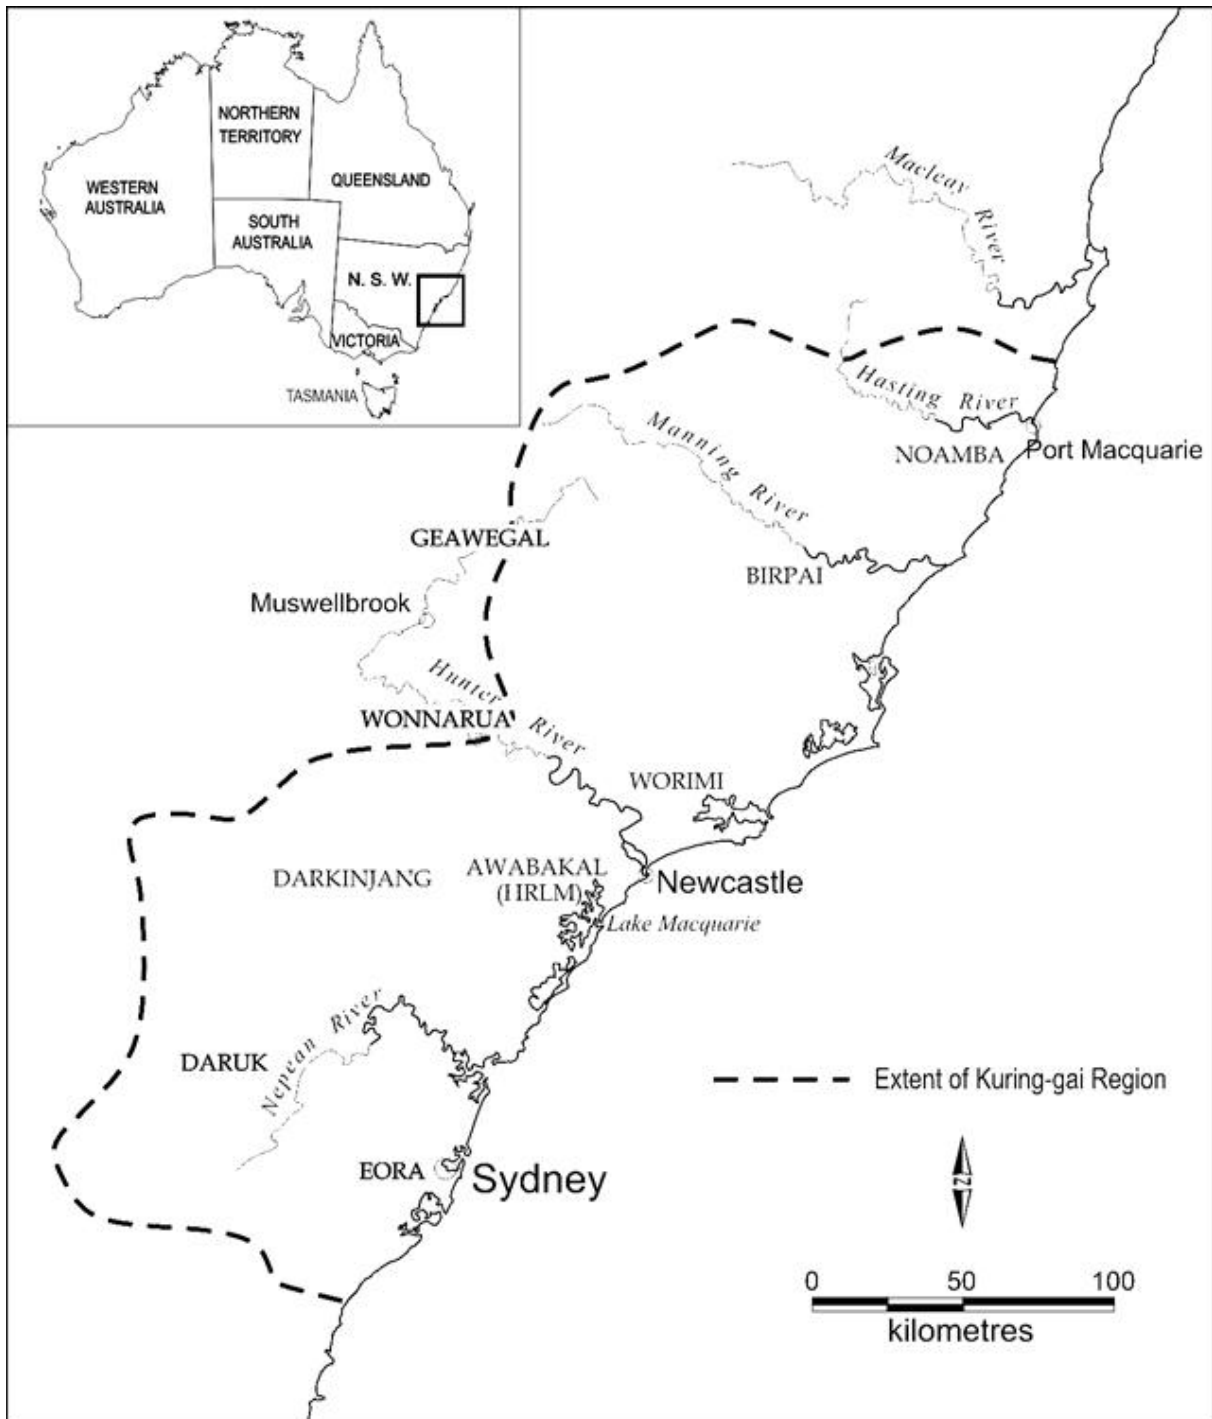 NORTHERN
TERRITORY
QUEENSLAND
WESTERN
AUSTRALIA
SOUTH
AUSTRALIA
N. S. W.
VICTORIA
TASMANIA
Macleay River
Hasting River
Manning River
NOAMBA
Port Macquarie
GEAWEGAL
BIRPAI
Muswellbrook
Hunter River
WONNARUA
WORIMI
DARKINJANG
AWABAKAL
(HRLM)
Newcastle
Lake Macquarie
Nepean River
DARUK
Extent of Kuring-gai Region
EORA
Sydney
N
0 50 100
kilometres